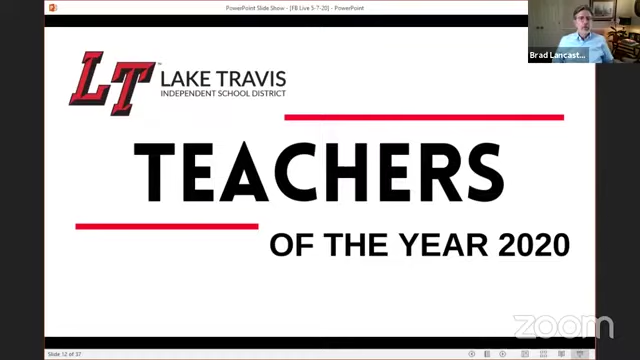 PowerPoint Slide Show - [FB Live 5-7-20] - PowerPoint
Brad Lancast...
LT
LAKE TRAVIS
INDEPENDENT SCHOOL DISTRICT
TEACHERS
OF THE YEAR 2020
zoom
Slide 12 of 37